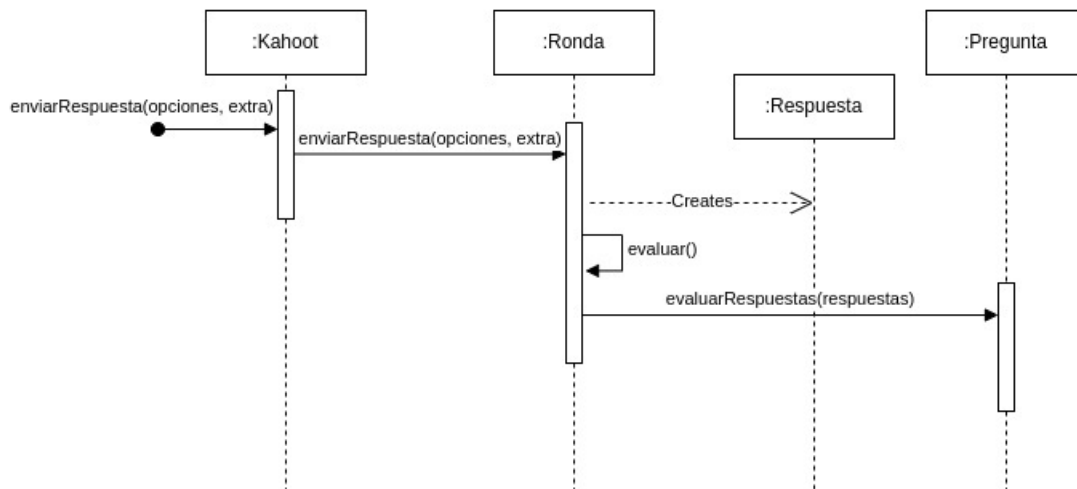 :Kahoot
:Ronda
:Pregunta
:Respuesta
enviarRespuesta(opciones, extra)
enviarRespuesta(opciones, extra)
Creates
evaluar()
evaluarRespuestas(respuestas)